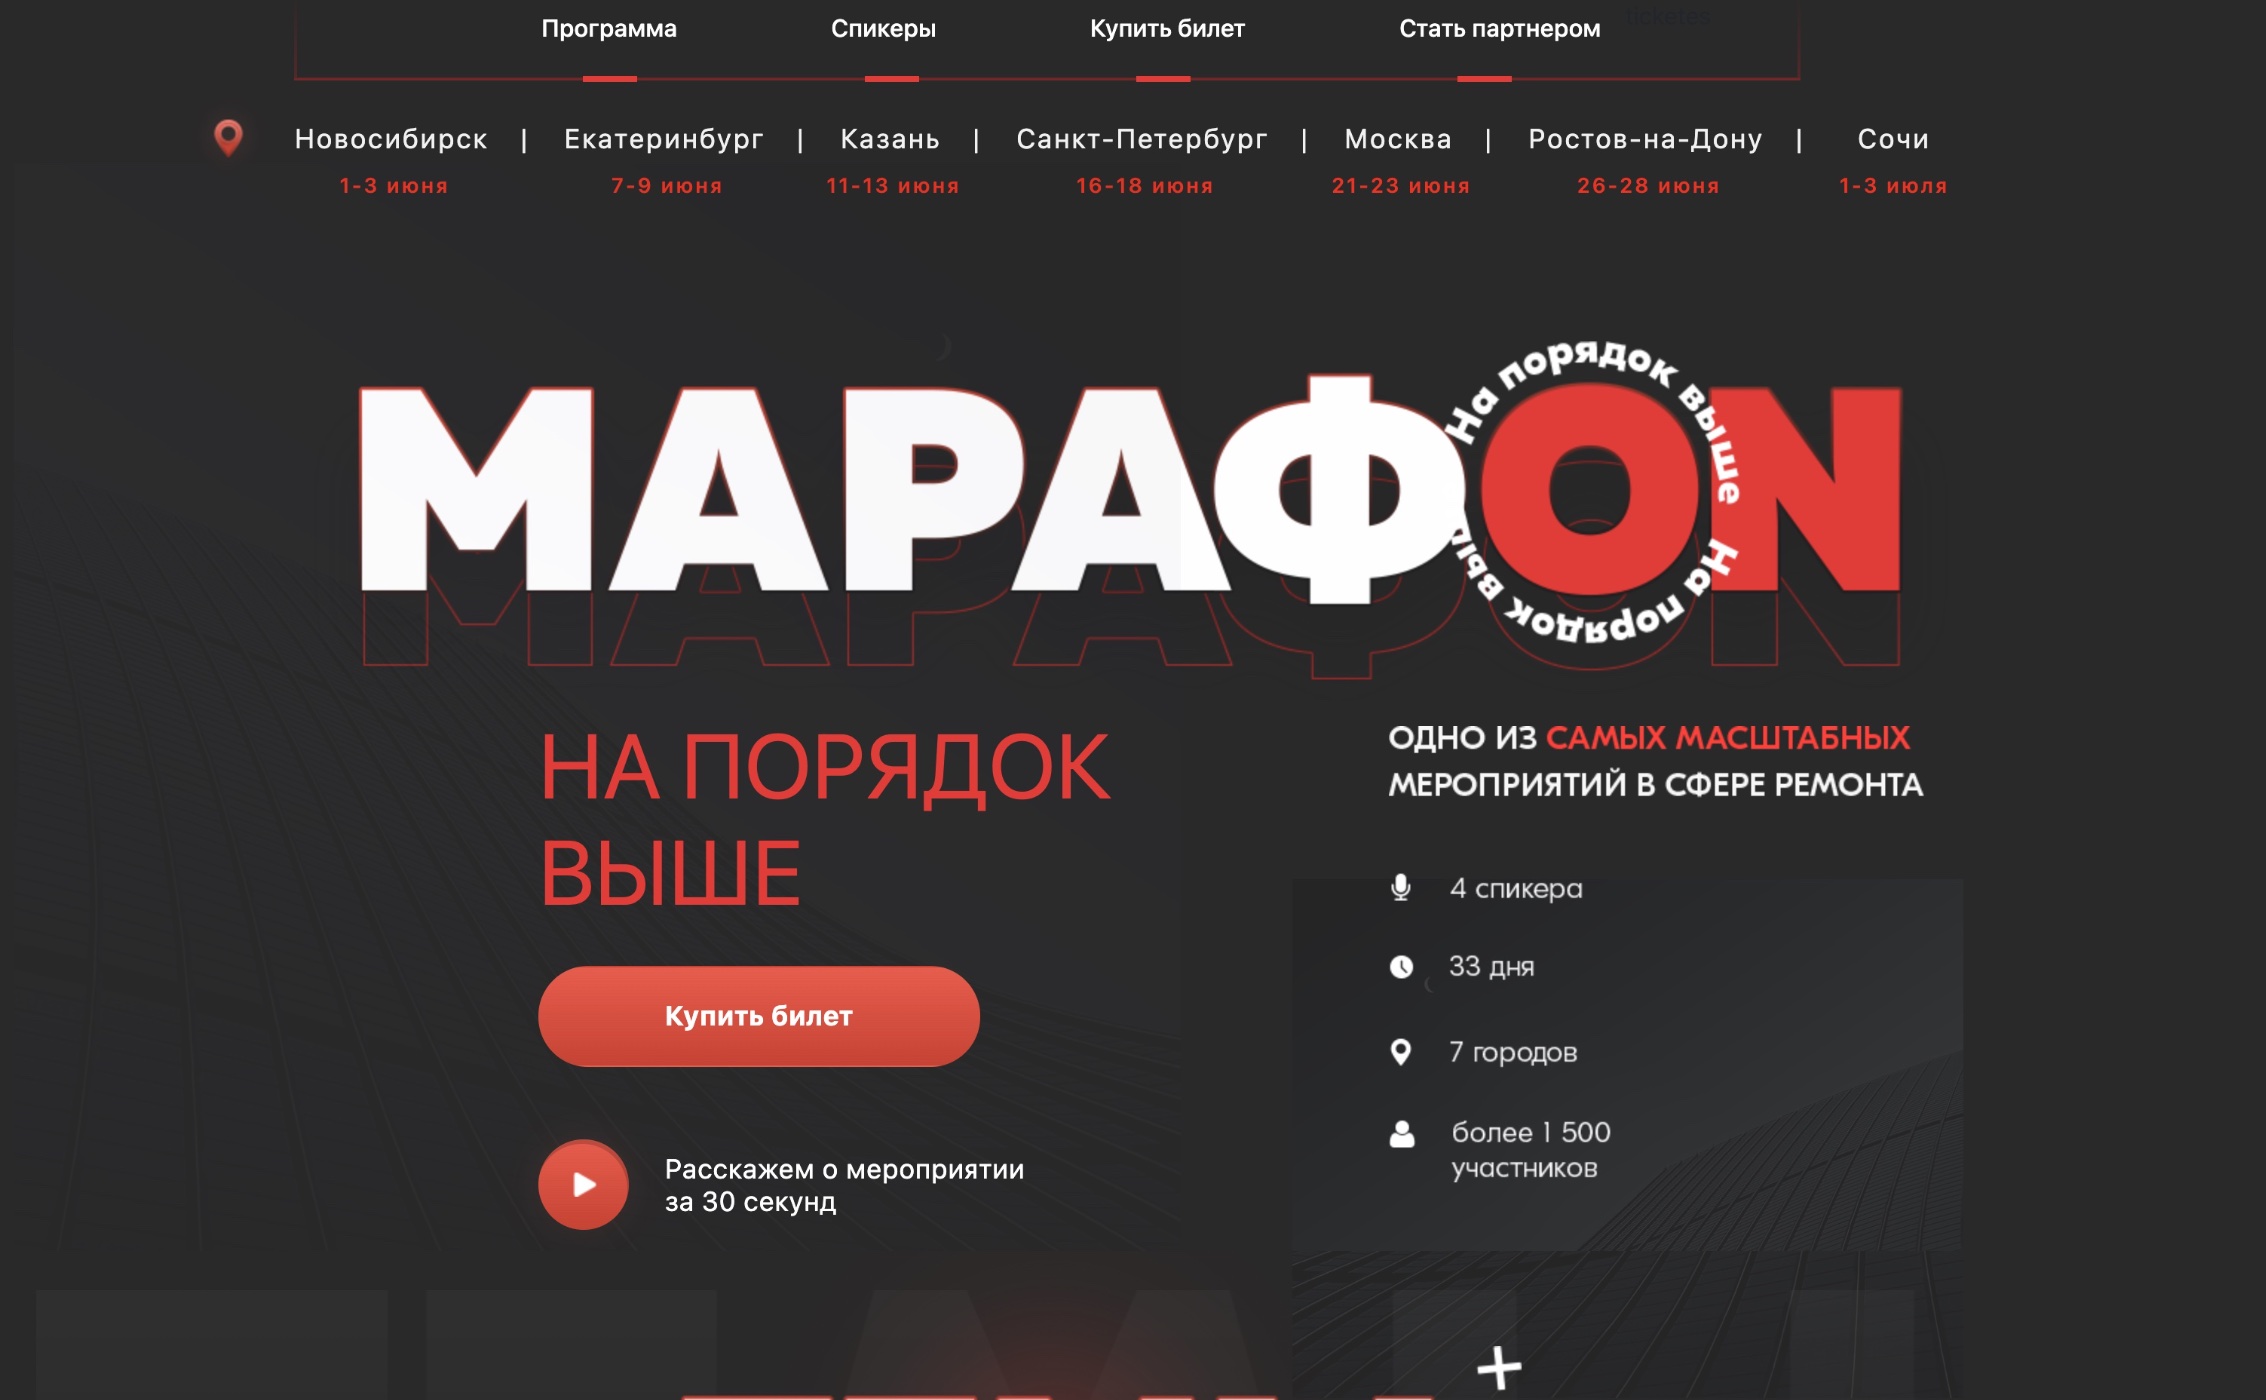 Программа Спикеры Купить билет Стать партнером
ticketes
Новосибирск | Екатеринбург | Казань | Санкт-Петербург | Москва | Ростов-на-Дону | Сочи
1-3 июня 7-9 июня 11-13 июня 16-18 июня 21-23 июня 26-28 июня 1-3 июля
МАРАФОN
На порядок выше На порядок выш
НА ПОРЯДОК
ВЫШЕ
ОДНО ИЗ САМЫХ МАСШТАБНЫХ
МЕРОПРИЯТИЙ В СФЕРЕ РЕМОНТА
4 спикера
33 дня
7 городов
более 1 500
участников
Купить билет
Расскажем о мероприятии
за 30 секунд